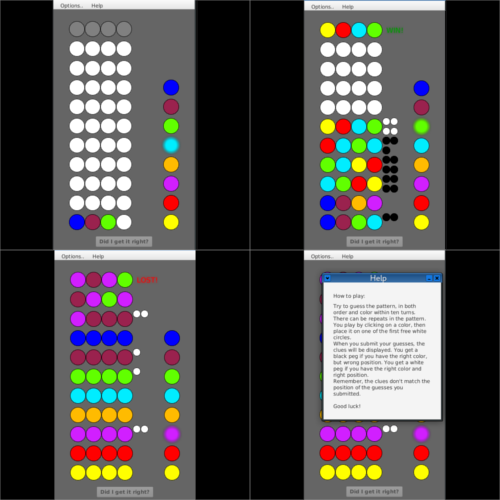 Options.. Help
Did I got it right?
Options.. Help
Did I got it right?
Options.. Help
LOST!!
Did I got it right?
Options.. Help
Help
How to play:
Try to guess the pattern, in both
order and color within ten turns.
There can be repeats in the pattern.
You play by clicking on a color, then
place it on one of the first free white
circles.
When you submit your guesses, the
clues will be displayed. You get a
black peg if you have the right color,
but wrong position. You get a white
peg if you have the right color and
right position.
Remember, the clues don't match the
position of the guesses you
submitted.
Good luck!
Did I got it right?